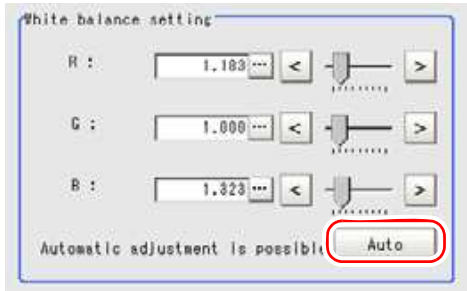 White balance setting
R : 1.183 ... < >
G : 1.000 ... < >
B : 1.323 ... < >
Automatic adjustment is possible Auto